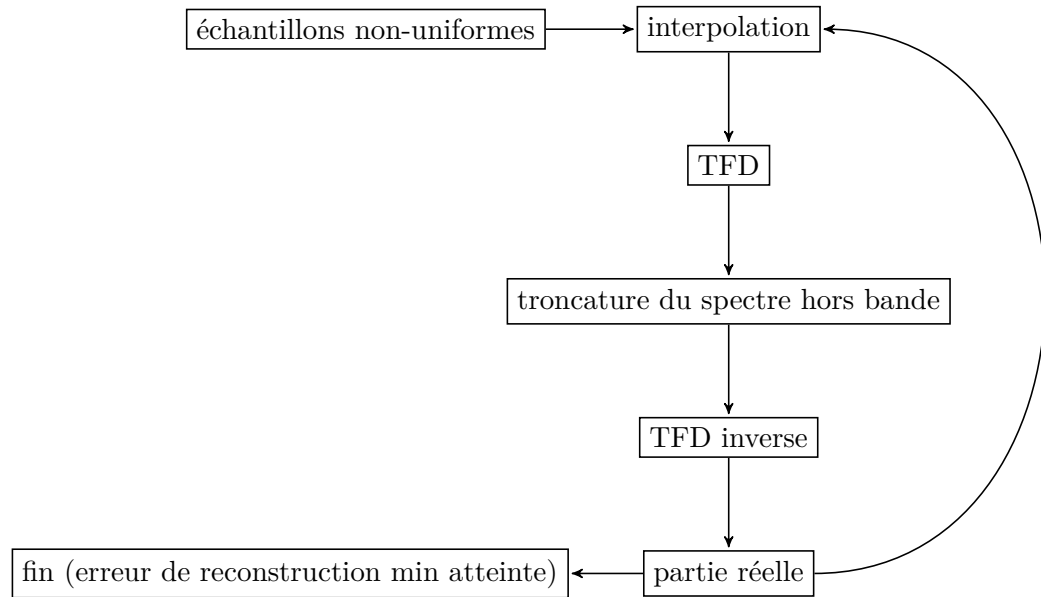 échantillons non-uniformes
interpolation
TFD
troncature du spectre hors bande
TFD inverse
fin (erreur de reconstruction min atteinte)
partie réelle